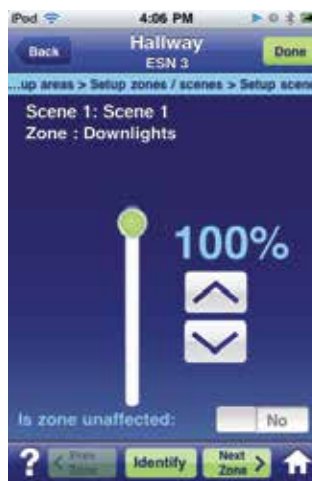 iPod 4:06 PM
Back Hallway Done
ESN 3
...up areas > Setup zones / scenes > Setup scene
Scene 1: Scene 1
Zone : Downlights
100%
Is zone unaffected: No
? < Prev Zone Identify Next Zone >